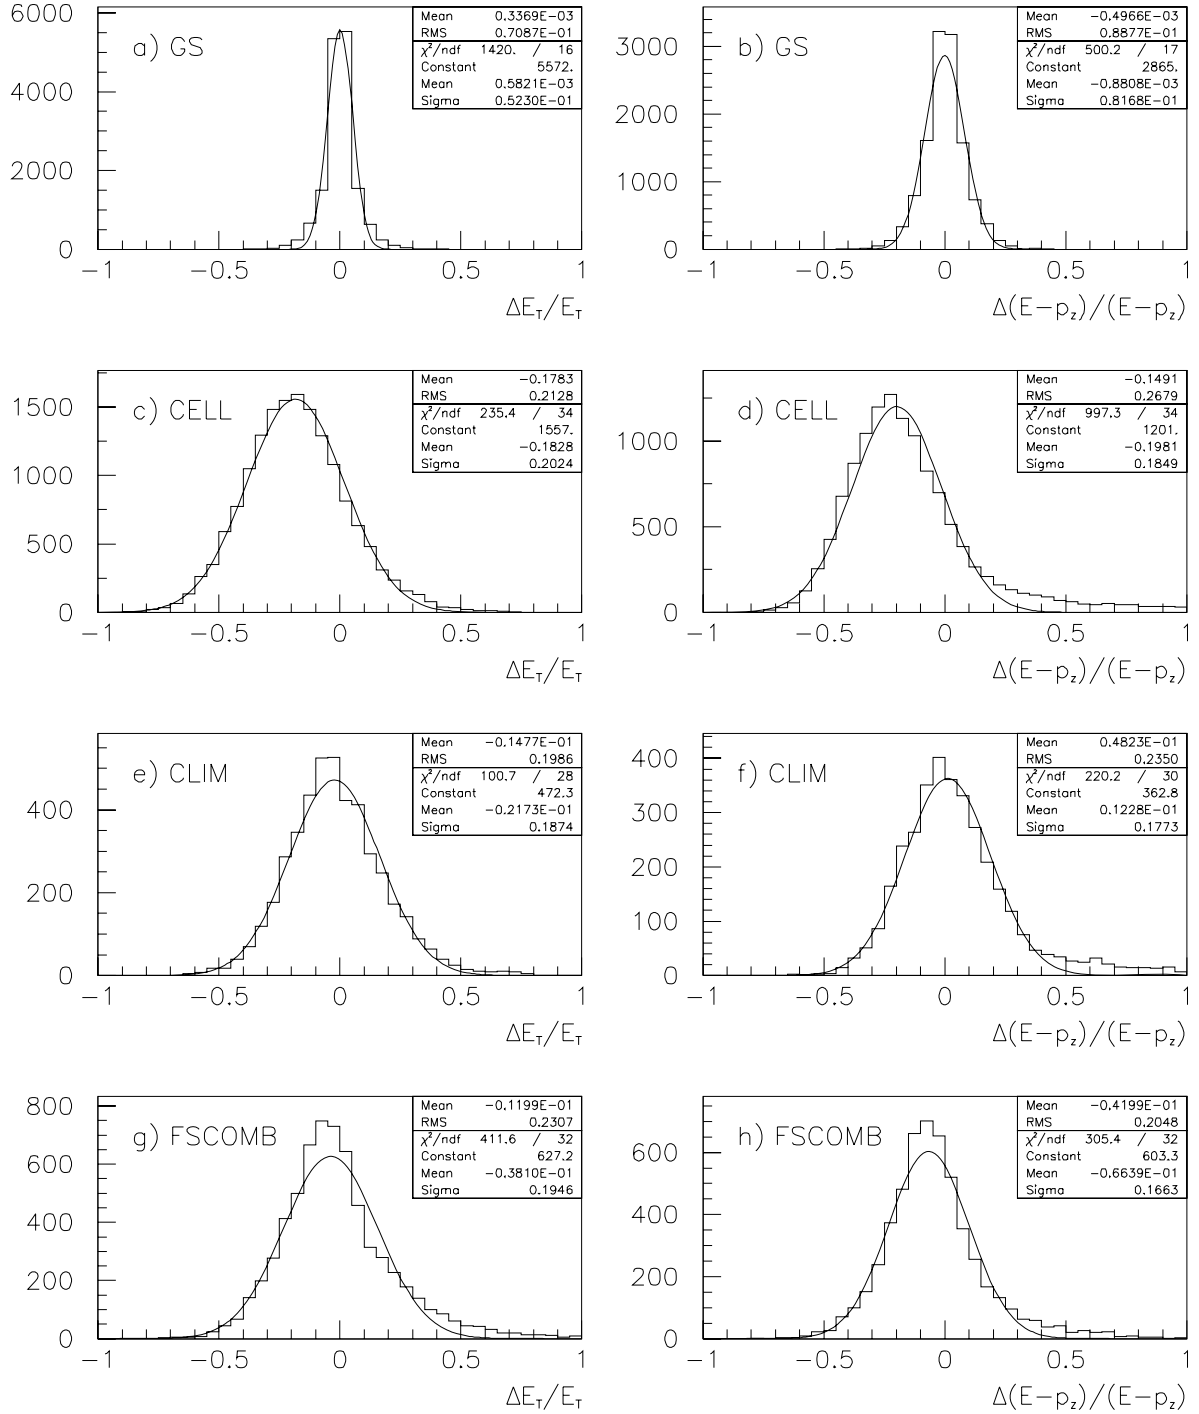 a) GS
Mean 0.3369E-03
RMS 0.7087E-01
χ²/ndf 1420. / 16
Constant 5572.
Mean 0.5821E-03
Sigma 0.5230E-01
6000
4000
2000
0
-1 -0.5 0 0.5 1
ΔE_T/E_T
b) GS
Mean -0.4966E-03
RMS 0.8877E-01
χ²/ndf 500.2 / 17
Constant 2865.
Mean -0.8808E-03
Sigma 0.8168E-01
3000
2000
1000
0
-1 -0.5 0 0.5 1
Δ(E-p_z)/(E-p_z)
c) CELL
Mean -0.1783
RMS 0.2128
χ²/ndf 235.4 / 34
Constant 1557.
Mean -0.1828
Sigma 0.2024
1500
1000
500
0
-1 -0.5 0 0.5 1
ΔE_T/E_T
d) CELL
Mean -0.1491
RMS 0.2679
χ²/ndf 997.3 / 34
Constant 1201.
Mean -0.1981
Sigma 0.1849
1000
500
0
-1 -0.5 0 0.5 1
Δ(E-p_z)/(E-p_z)
e) CLIM
Mean -0.1477E-01
RMS 0.1986
χ²/ndf 100.7 / 28
Constant 472.3
Mean -0.2173E-01
Sigma 0.1874
400
200
0
-1 -0.5 0 0.5 1
ΔE_T/E_T
f) CLIM
Mean 0.4823E-01
RMS 0.2350
χ²/ndf 220.2 / 30
Constant 362.8
Mean 0.1228E-01
Sigma 0.1773
400
300
200
100
0
-1 -0.5 0 0.5 1
Δ(E-p_z)/(E-p_z)
g) FSCOMB
Mean -0.1199E-01
RMS 0.2307
χ²/ndf 411.6 / 32
Constant 627.2
Mean -0.3810E-01
Sigma 0.1946
800
600
400
200
0
-1 -0.5 0 0.5 1
ΔE_T/E_T
h) FSCOMB
Mean -0.4199E-01
RMS 0.2048
χ²/ndf 305.4 / 32
Constant 603.3
Mean -0.6639E-01
Sigma 0.1663
600
400
200
0
-1 -0.5 0 0.5 1
Δ(E-p_z)/(E-p_z)